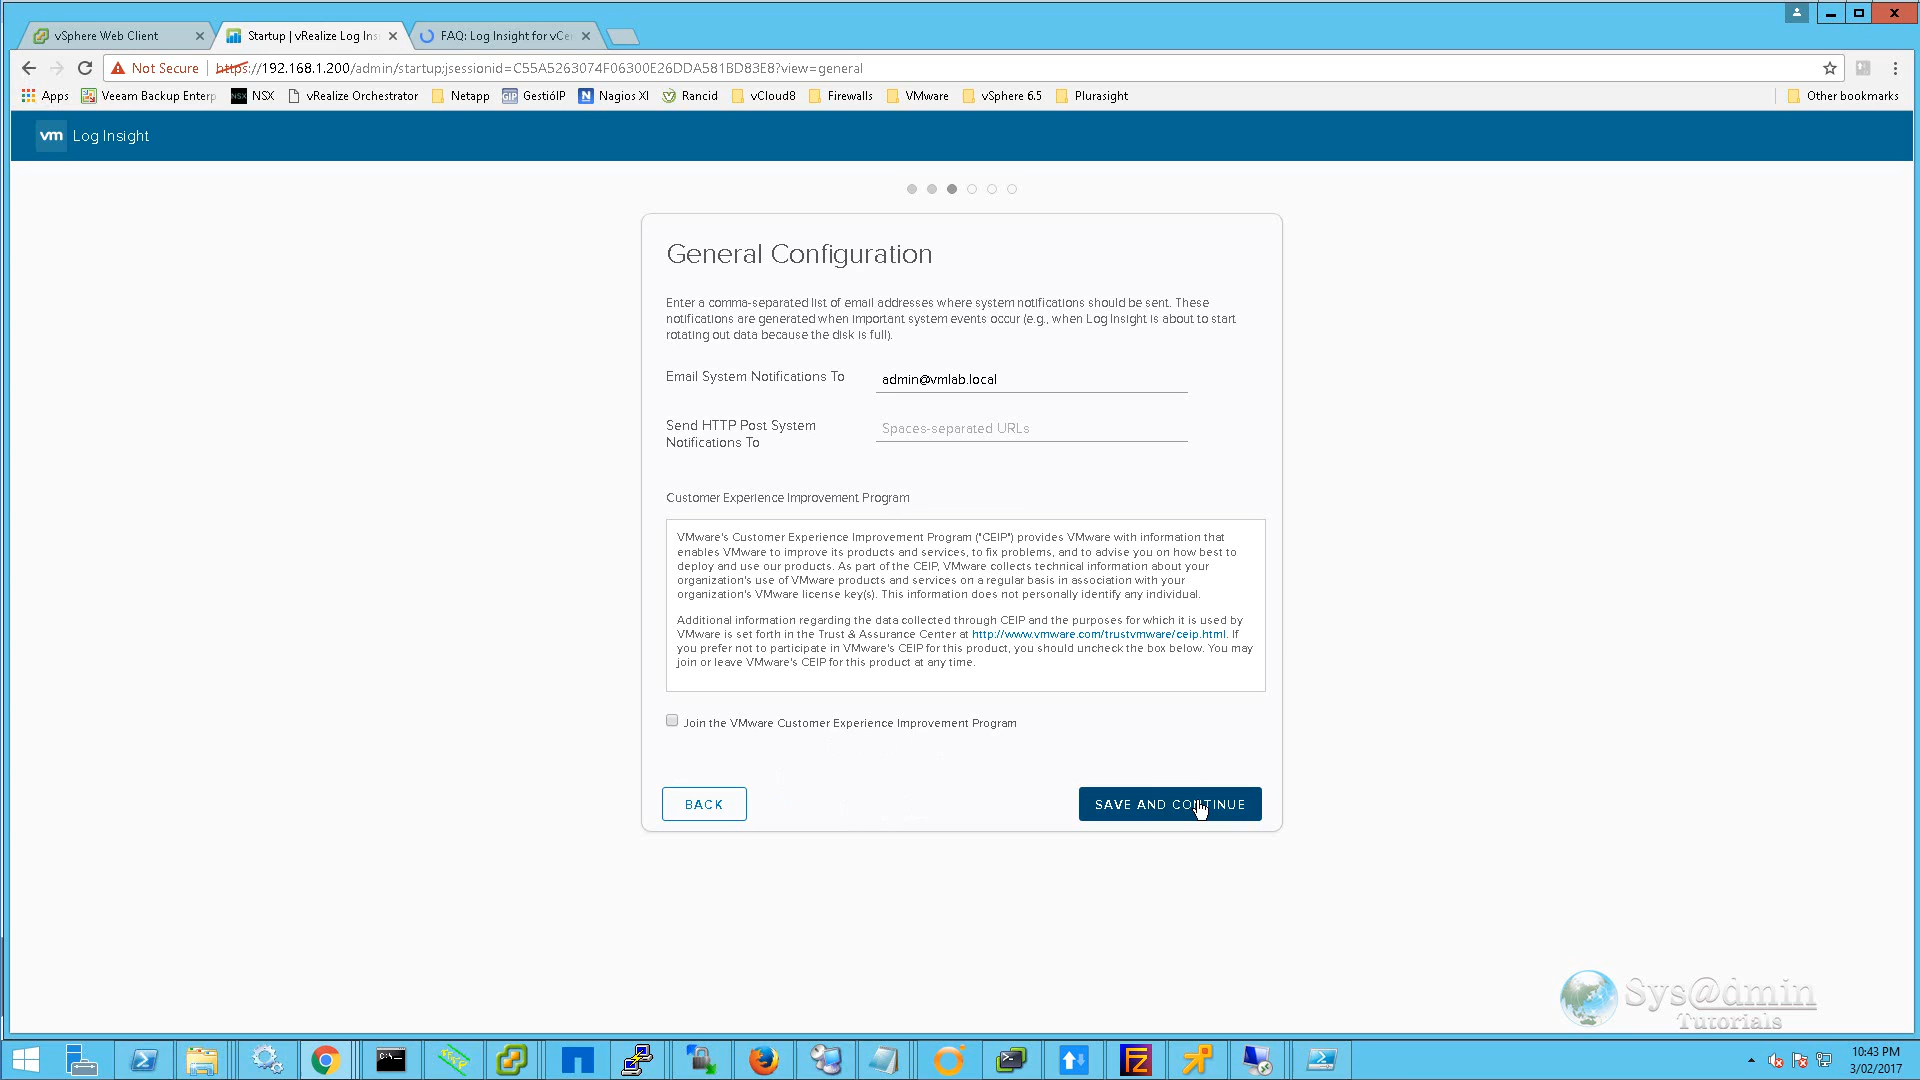 vSphere Web Client
Startup | vRealize Log Ins
FAQ: Log Insight for vCe
Not Secure
https://192.168.1.200/admin/startup;jsessionid=C55A5263074F06300E26DDA581BD83E8?view=general
Apps
Veeam Backup Enterp
NSX
NSX
vRealize Orchestrator
Netapp
GIP
GestióIP
N
Nagios XI
Rancid
vCloud8
Firewalls
VMware
vSphere 6.5
Plurasight
Other bookmarks
vm Log Insight
General Configuration
Enter a comma-separated list of email addresses where system notifications should be sent. These
notifications are generated when important system events occur (e.g., when Log Insight is about to start
rotating out data because the disk is full).
Email System Notifications To
admin@vmlab.local
Send HTTP Post System
Notifications To
Spaces-separated URLs
Customer Experience Improvement Program
VMware's Customer Experience Improvement Program ("CEIP") provides VMware with information that
enables VMware to improve its products and services, to fix problems, and to advise you on how best to
deploy and use our products. As part of the CEIP, VMware collects technical information about your
organization's use of VMware products and services on a regular basis in association with your
organization's VMware license key(s). This information does not personally identify any individual.
Additional information regarding the data collected through CEIP and the purposes for which it is used by
VMware is set forth in the Trust & Assurance Center at http://www.vmware.com/trustvmware/ceip.html. If
you prefer not to participate in VMware's CEIP for this product, you should uncheck the box below. You may
join or leave VMware's CEIP for this product at any time.
Join the VMware Customer Experience Improvement Program
BACK
SAVE AND CONTINUE
Sys@dmin
Tutorials
C:\_
FZ
10:43 PM
3/02/2017